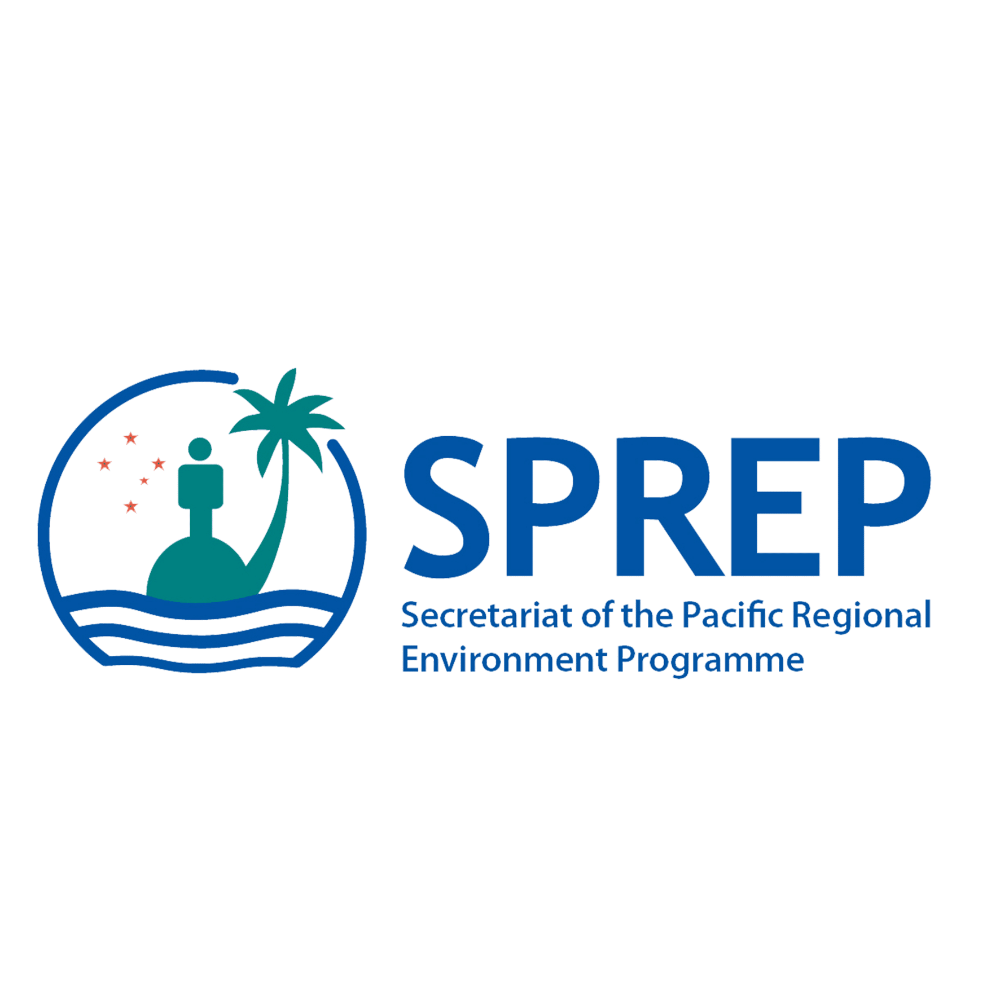 SPREP
Secretariat of the Pacific Regional
Environment Programme